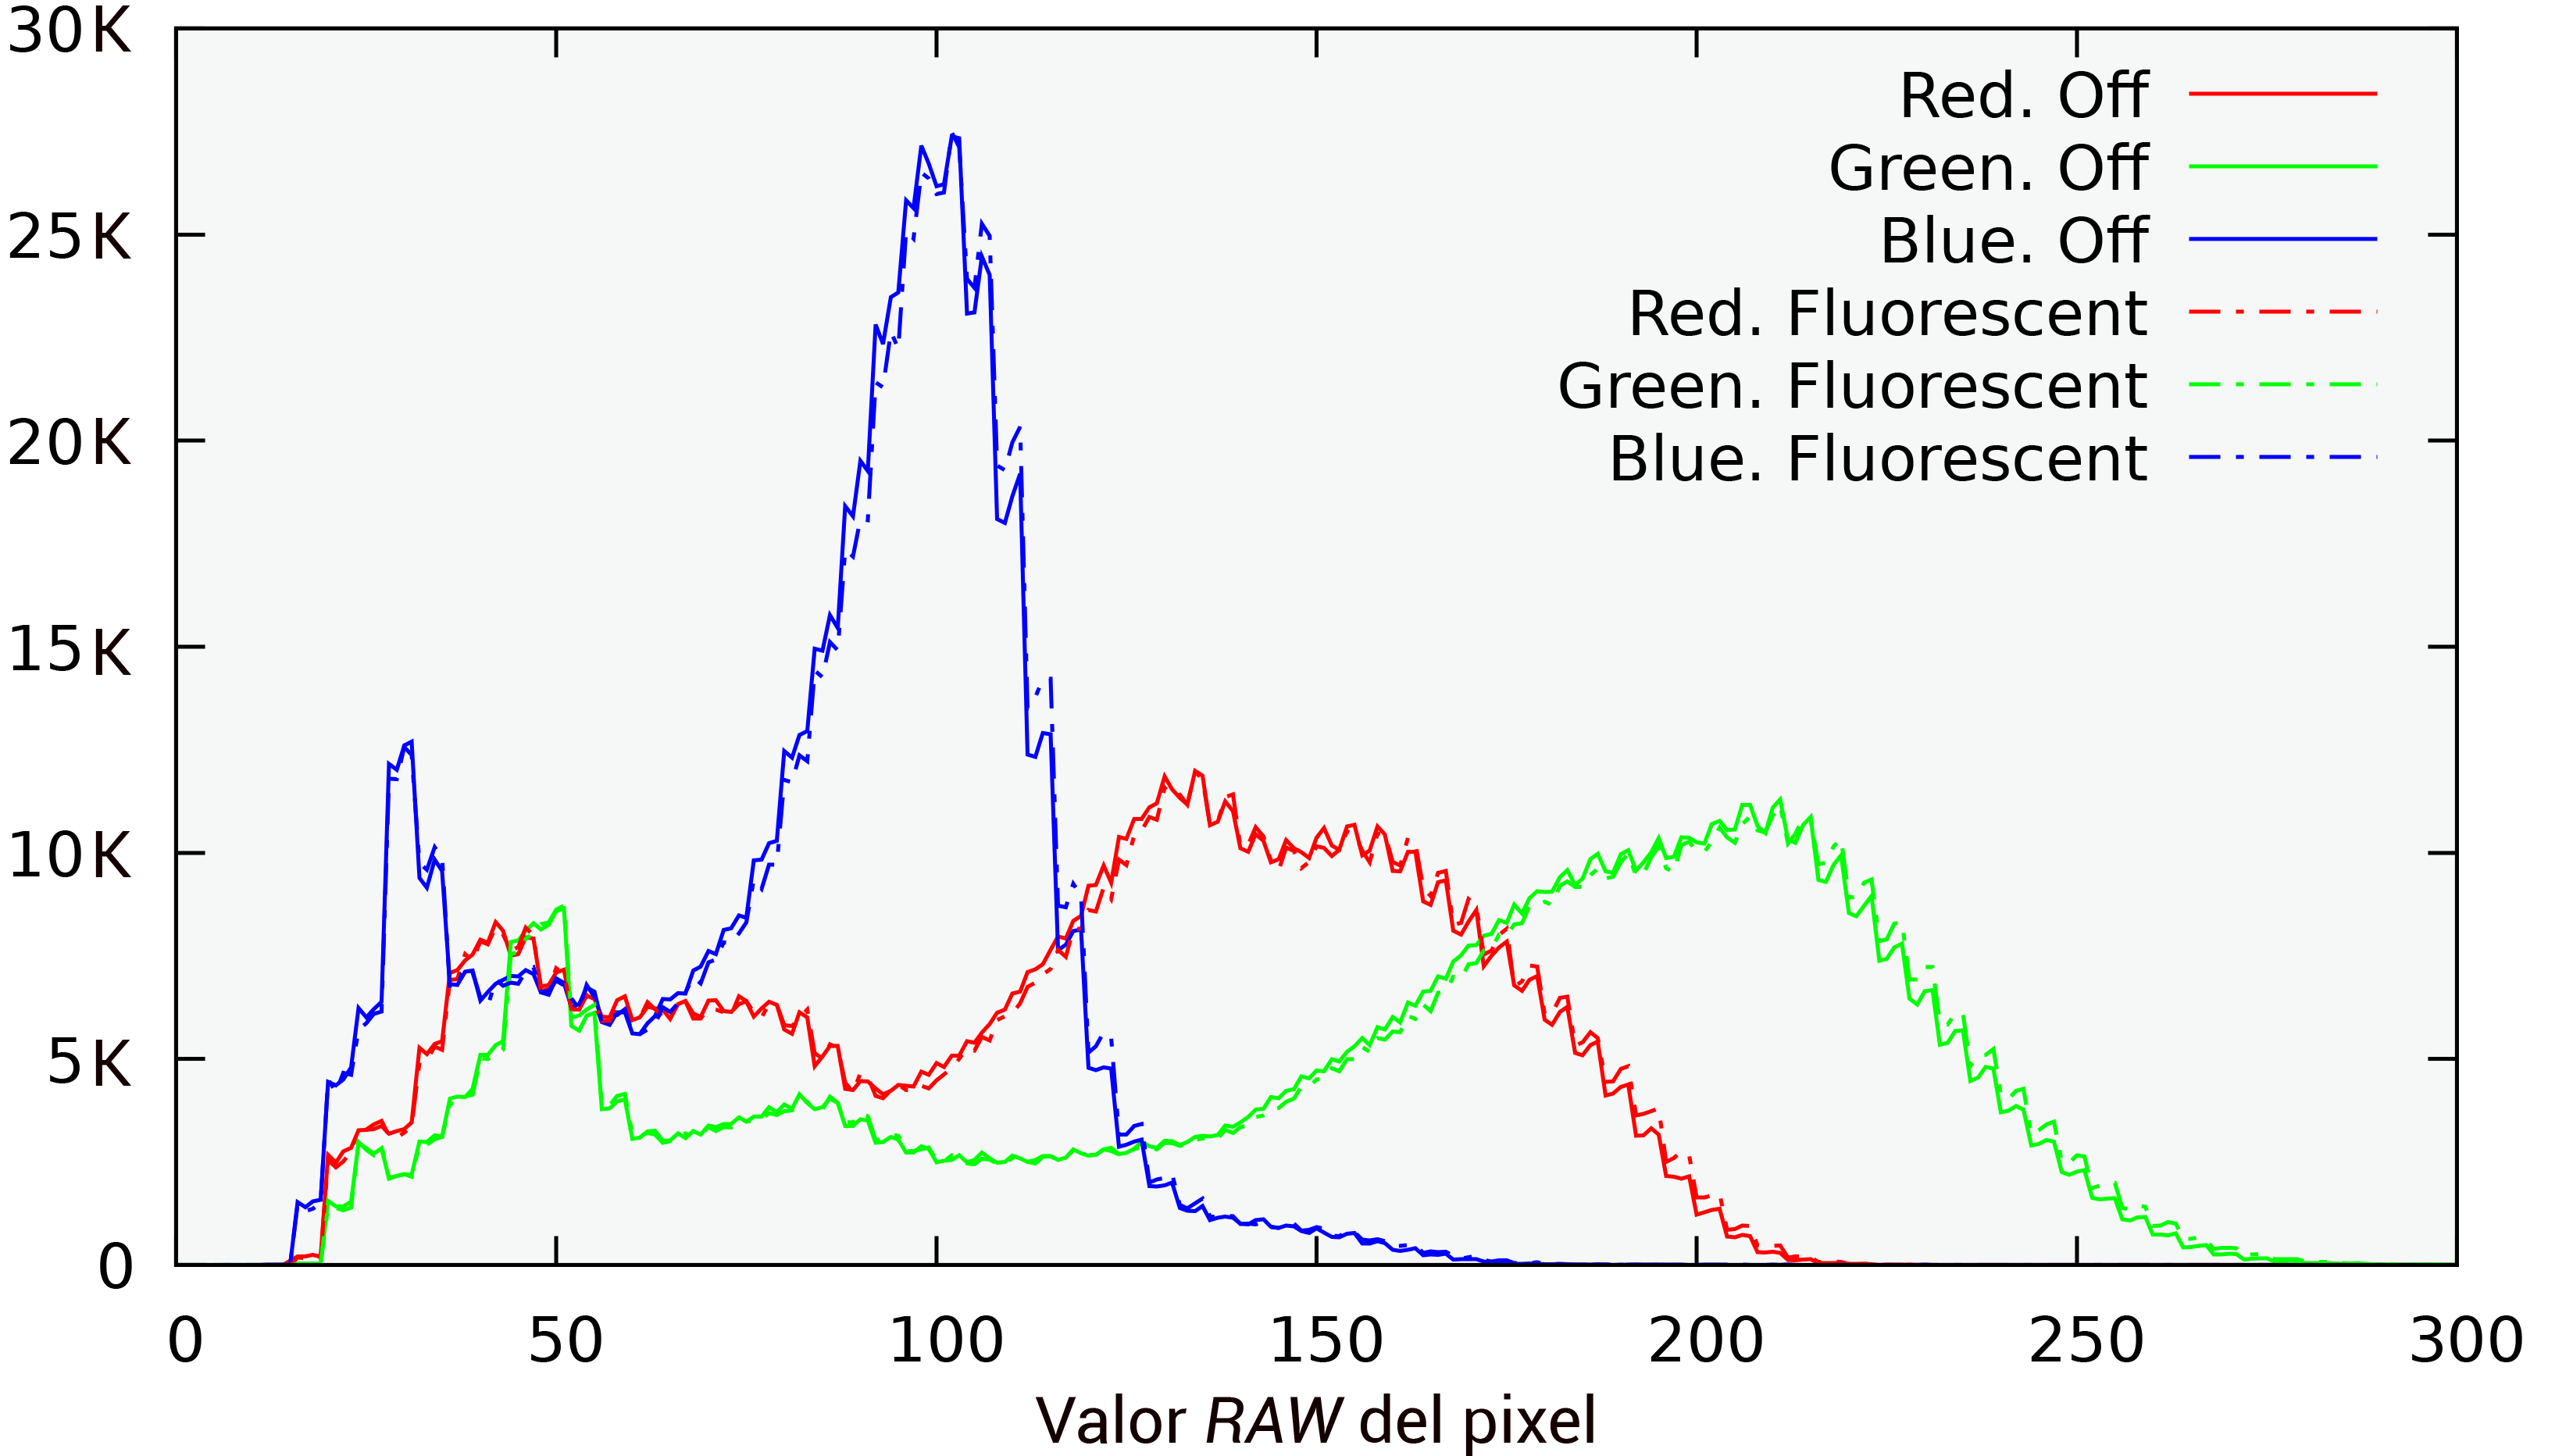 30K
25K
20K
15K
10K
5K
0
Red. Off
Green. Off
Blue. Off
Red. Fluorescent
Green. Fluorescent
Blue. Fluorescent
0 50 100 150 200 250 300
Valor RAW del pixel